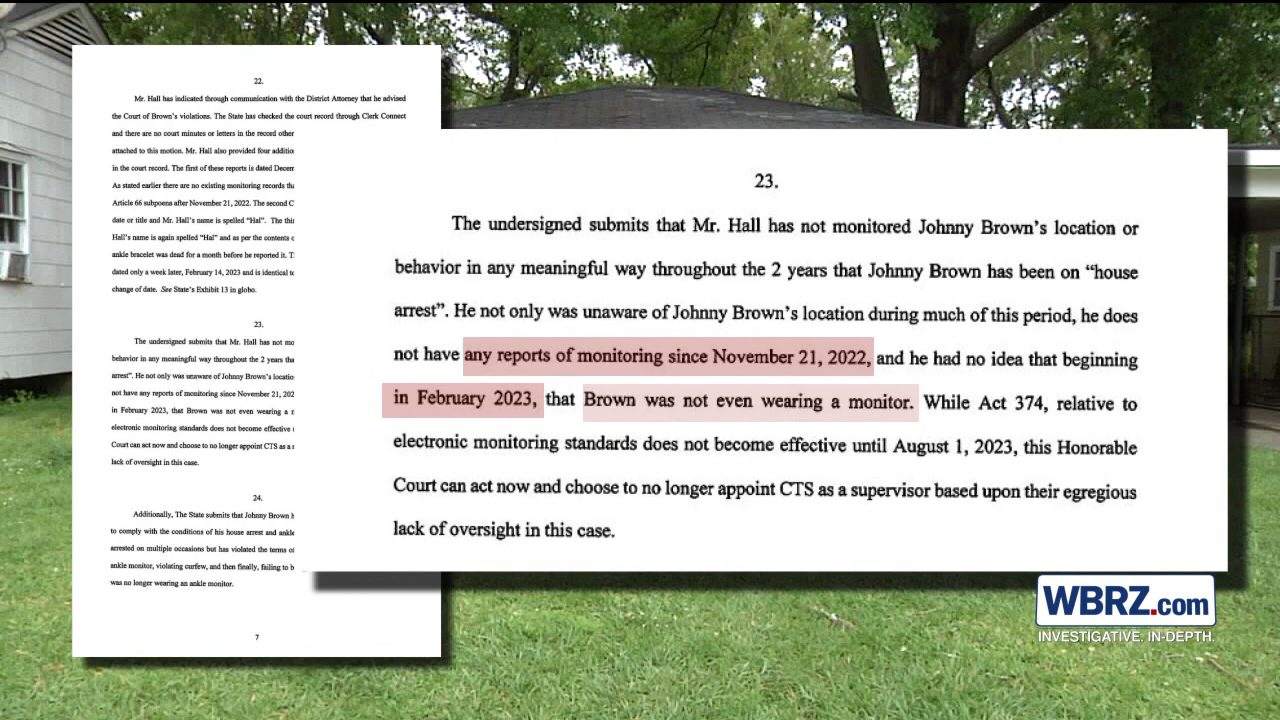 22.
Mr. Hall has indicated through communication with the District Attorney that he advised
the Court of Brown's violations. The State has checked the court record through Clerk Connect
and there are no court minutes or letters in the record other
attached to this motion. Mr. Hall also provided four additio
in the court record. The first of these reports is dated Decem
As stated earlier there are no existing monitoring records th
Article 66 subpoena after November 21, 2022. The second C
date or title and Mr. Hall's name is spelled "Hal". The thi
Hall's name is again spelled "Hal" and as per the contents o
ankle bracelet was dead for a month before he reported it. T
dated only a week later, February 14, 2023 and is identical to
change of date. See State's Exhibit 13 in globo.
23.
The undersigned submits that Mr. Hall has not mo
behavior in any meaningful way throughout the 2 years tha
arrest". He not only was unaware of Johnny Brown's locatio
not have any reports of monitoring since November 21, 202
in February 2023, that Brown was not even wearing a
electronic monitoring standards does not become effective
Court can act now and choose to no longer appoint CTS as a s
lack of oversight in this case.
24.
Additionally, The State submits that Johnny Brown h
to comply with the conditions of his house arrest and ankle
arrested on multiple occasions but has violated the terms of
ankle monitor, violating curfew, and then finally, failing to b
was no longer wearing an ankle monitor.
7
23.
The undersigned submits that Mr. Hall has not monitored Johnny Brown's location or
behavior in any meaningful way throughout the 2 years that Johnny Brown has been on "house
arrest". He not only was unaware of Johnny Brown's location during much of this period, he does
not have any reports of monitoring since November 21, 2022, and he had no idea that beginning
in February 2023, that Brown was not even wearing a monitor. While Act 374, relative to
electronic monitoring standards does not become effective until August 1, 2023, this Honorable
Court can act now and choose to no longer appoint CTS as a supervisor based upon their egregious
lack of oversight in this case.
WBRZ.com
INVESTIGATIVE. IN-DEPTH.